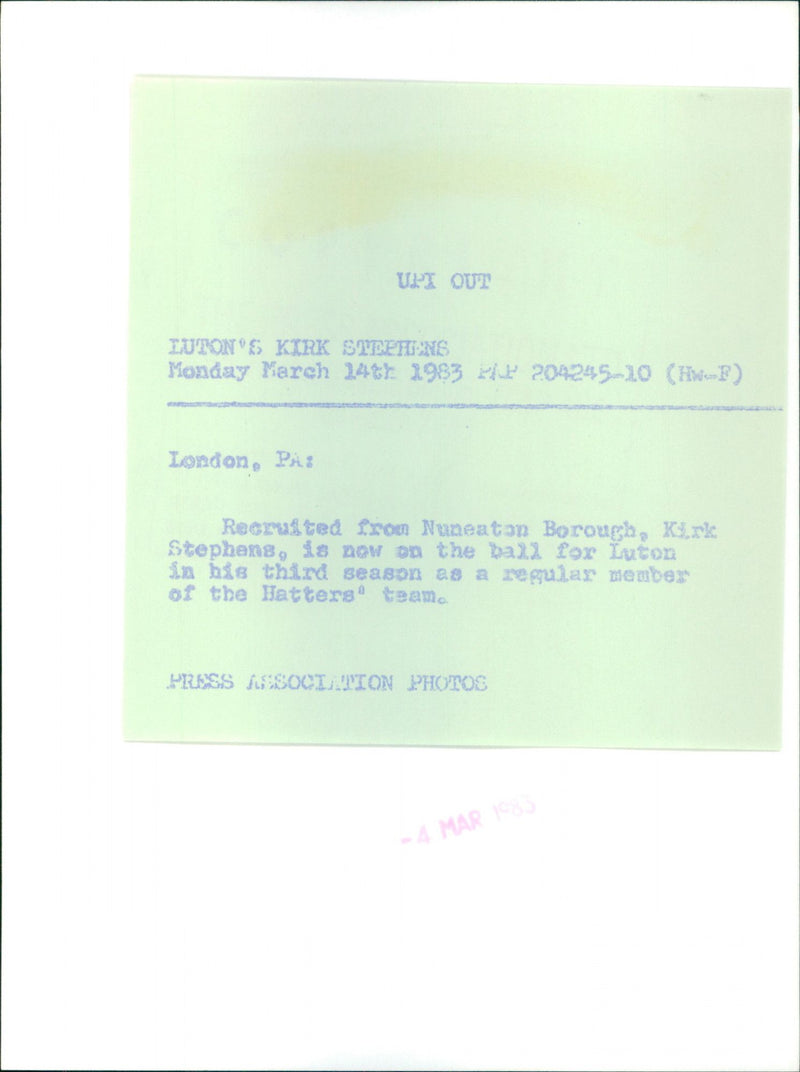 UPI OUT
LUTON'S KIRK STEPHENS
Monday March 14th 1983 PAP 204245-10 (Hw-F)
London, PA:
Recruited from Nuneaton Borough, Kirk
Stephens, is now on the ball for Luton
in his third season as a regular member
of the Hatters' team.
PRESS ASSOCIATION PHOTOS
-4 MAR 1983